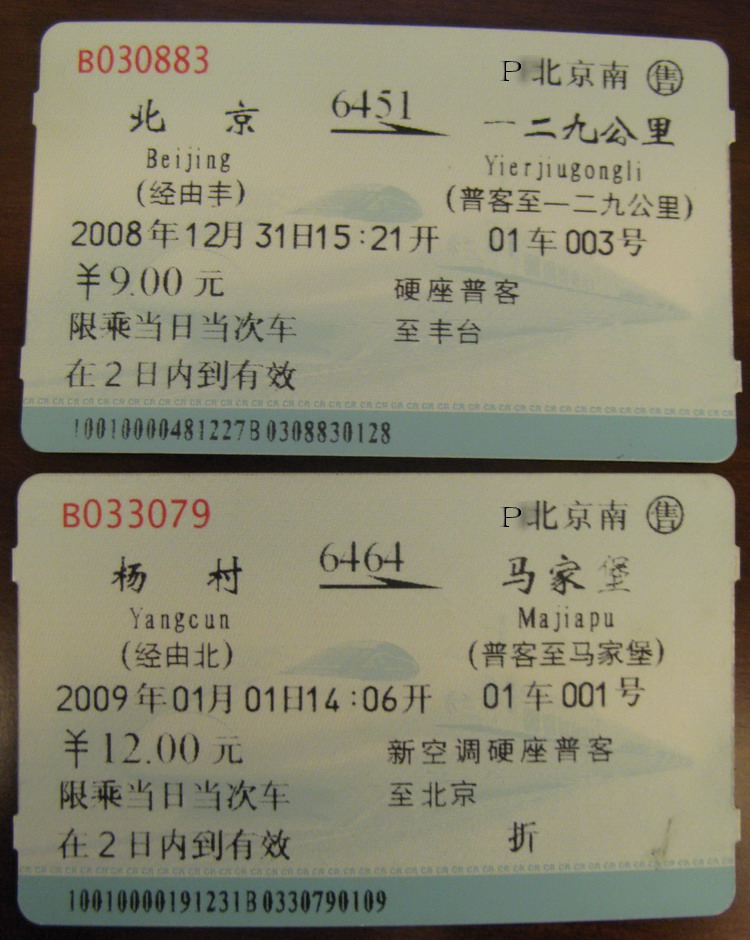 B030883
P 北京南 售
北京 6451 一二九公里
Beijing Yierjiugongli
(经由丰) (普客至一二九公里)
2008年12月31日15:21开 01车003号
¥9.00元 硬座普客
限乘当日当次车 至丰台
在2日内到有效
10010000481227B0308830128
B033079
P 北京南 售
杨村 6464 马家堡
Yangcun Majiapu
(经由北) (普客至马家堡)
2009年01月01日14:06开 01车001号
¥12.00元 新空调硬座普客
限乘当日当次车 至北京
在2日内到有效 折
10010000191231B0330790109